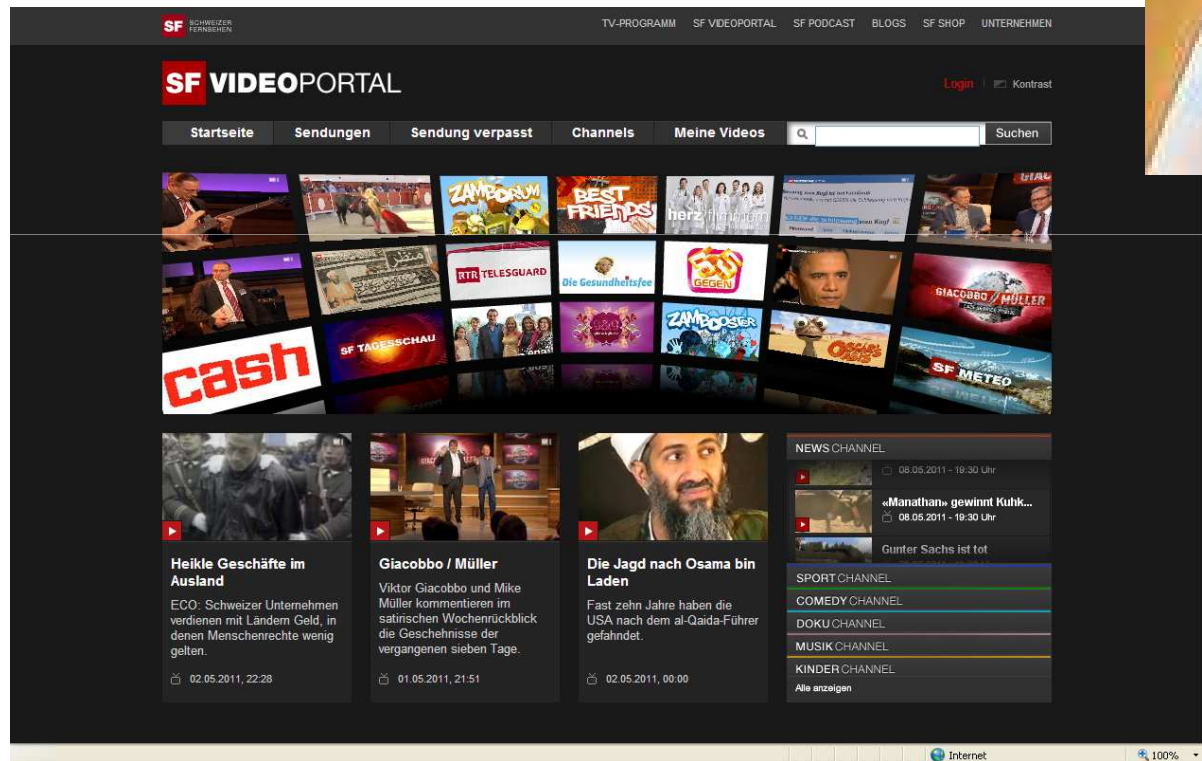 SF SCHWEIZER FERNSEHEN
TV-PROGRAMM SF VIDEOPORTAL SF PODCAST BLOGS SF SHOP UNTERNEHMEN
SF VIDEOPORTAL
Login Kontrast
Startseite Sendungen Sendung verpasst Channels Meine Videos Suchen
ZAMBORIUM BEST FRIENDS herzflimmern
RTR TELESGUARD Die Gesundheitsfee 5GEGEN5 GIACOBBO // MÜLLER
cash SF TAGESSCHAU ZAMBOOSTER OSCAR'S OASIS SF METEO
Heikle Geschäfte im
Ausland
ECO: Schweizer Unternehmen
verdienen mit Ländern Geld, in
denen Menschenrechte wenig
gelten.
02.05.2011, 22:28
Giacobbo / Müller
Viktor Giacobbo und Mike
Müller kommentieren im
satirischen Wochenrückblick
die Geschehnisse der
vergangenen sieben Tage.
01.05.2011, 21:51
Die Jagd nach Osama bin
Laden
Fast zehn Jahre haben die
USA nach dem al-Qaida-Führer
gefahndet.
02.05.2011, 00:00
NEWS CHANNEL
08.05.2011 - 19:30 Uhr
«Manathan» gewinnt Kuhk...
08.05.2011 - 19:30 Uhr
Gunter Sachs ist tot
SPORT CHANNEL
COMEDY CHANNEL
DOKU CHANNEL
MUSIK CHANNEL
KINDER CHANNEL
Alle anzeigen
Internet 100%